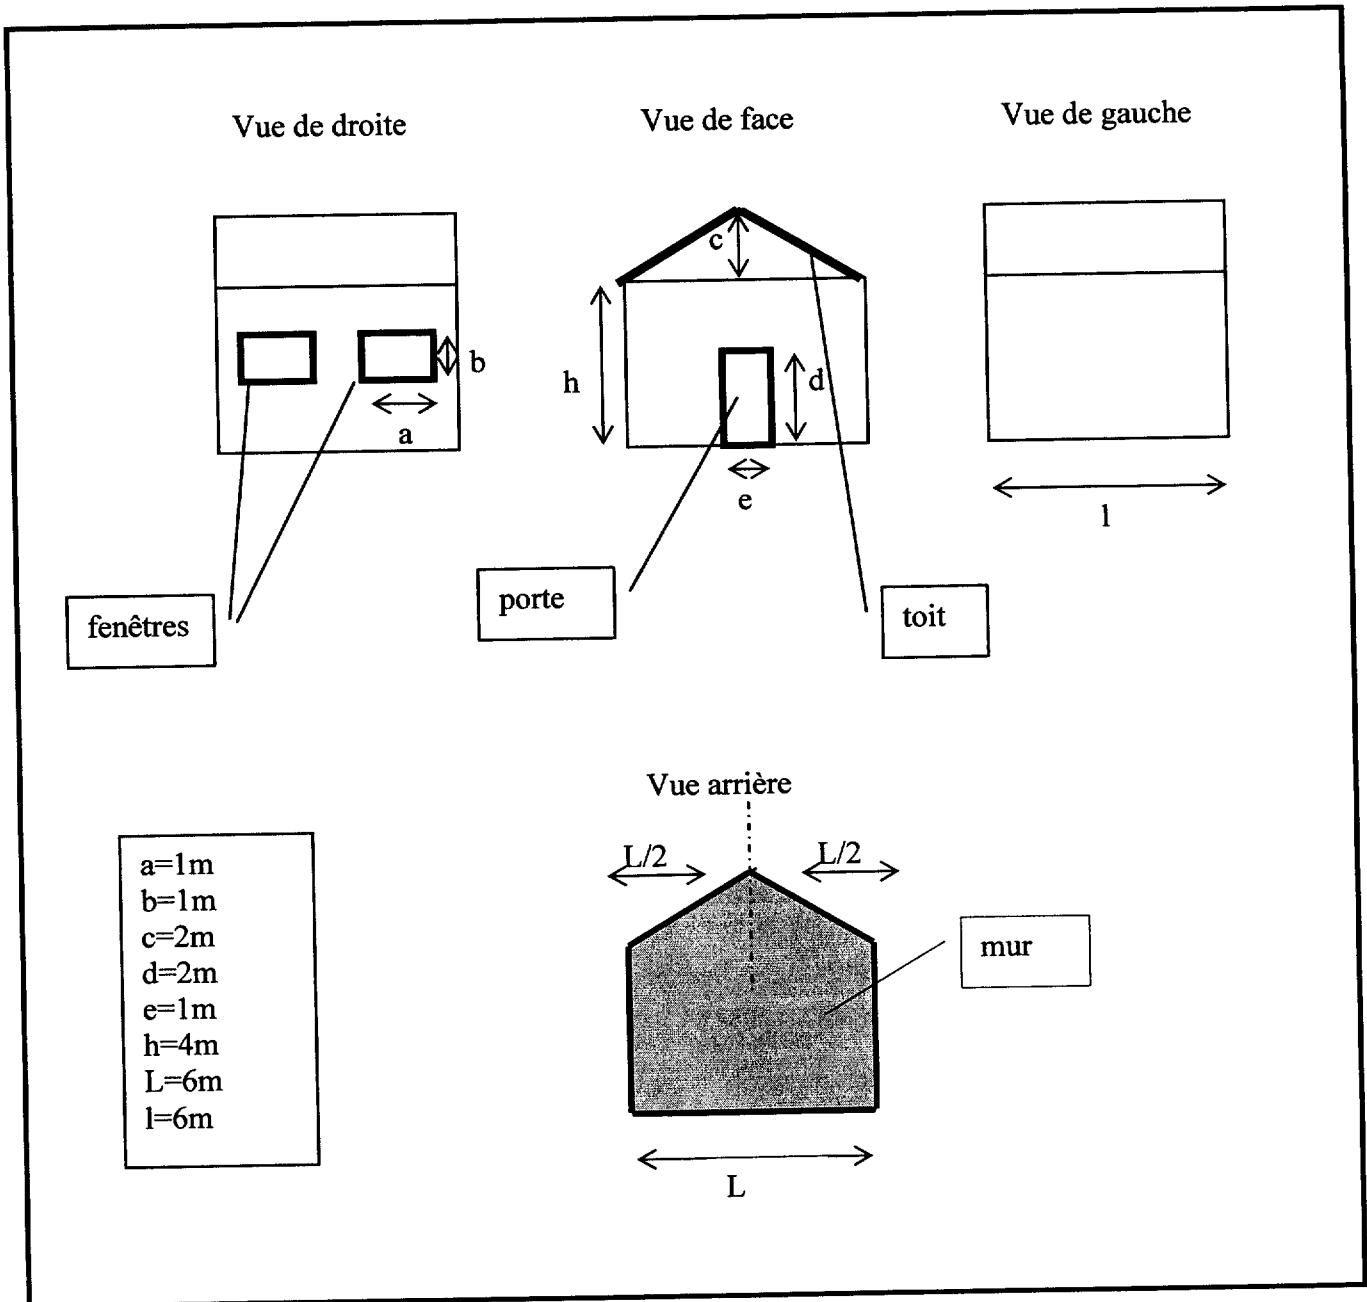 Vue de droite
Vue de face
Vue de gauche
c
b
h
d
a
e
l
fenêtres
porte
toit
Vue arrière
L/2
L/2
a=1m
b=1m
c=2m
d=2m
e=1m
h=4m
L=6m
l=6m
mur
L